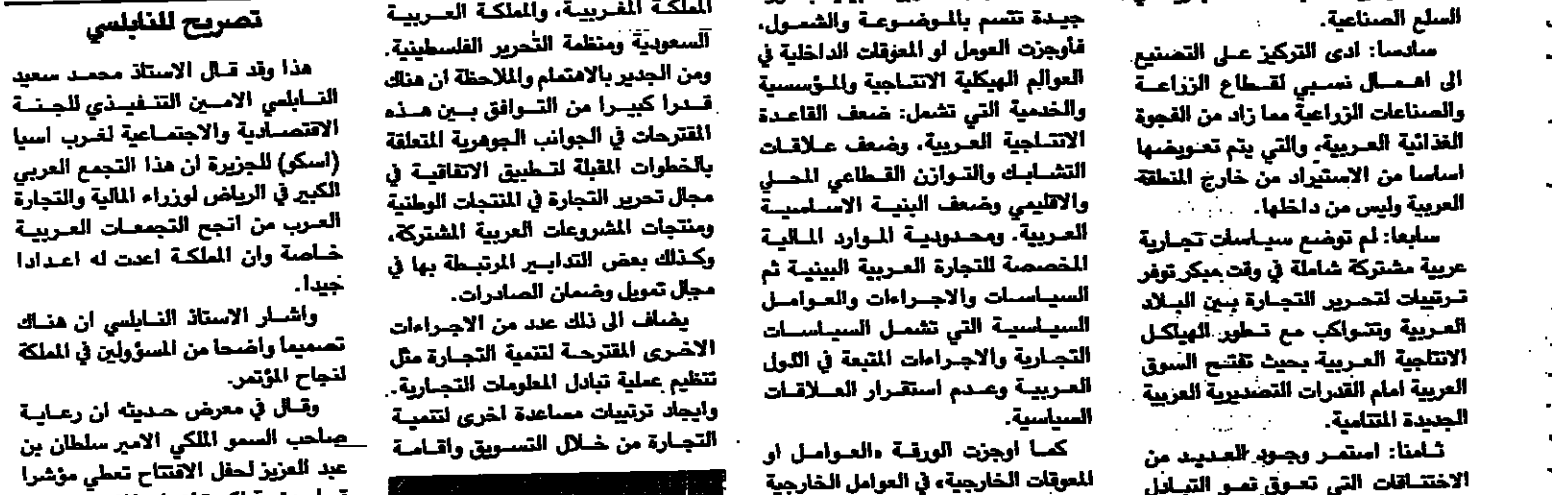 السلع الصناعية.
سادسا: ادى التركيز على التصنيع
الى اهمال نسبي لقطاع الزراعة
والصناعات الزراعية مما زاد من الفجوة
الغذائية العربية، والتي يتم تعويضها
اساسا من الاستيراد من خارج المنطقة
العربية وليس من داخلها.
سابعا: لم توضع سياسات تجارية
عربية مشتركة شاملة في وقت مبكر توفر
ترتيبات لتحرير التجارة بين البلاد
العربية وتتواكب مع تطور الهياكل
الانتاجية العربية بحيث تفتح السوق
العربية امام القدرات التصديرية العربية
الجديدة المتنامية.
ثامنا: استمر وجود العديد من
الاختناقات التي تعوق نمو التبادل
جيدة تتسم بالموضوعية والشمول،
فأوجزت العوامل او المعوقات الداخلية في
العوالم الهيكلية الانتاجية والمؤسسية
والخدمية التي تشمل: ضعف القاعدة
الانتاجية العربية، وضعف علاقات
التشابك والتوازن القطاعي المحلي
والاقليمي وضعف البنية الاساسية
العربية. ومحدودية الموارد المالية
المخصصة للتجارة العربية البينية ثم
السياسات والاجراءات والعوامل
السياسية التي تشمل السياسات
التجارية والاجراءات المتبعة في الدول
العربية وعدم استقرار العلاقات
السياسية.
كما اوجزت الورقة «العوامل او
المعوقات الخارجية» في العوامل الخارجية
المملكة المغربية، والمملكة العربية
السعودية ومنظمة التحرير الفلسطينية.
ومن الجدير بالاهتمام والملاحظة ان هناك
قدرا كبيرا من التوافق بين هذه
المقترحات في الجوانب الجوهرية المتعلقة
بالخطوات المقبلة لتطبيق الاتفاقية في
مجال تحرير التجارة في المنتجات الوطنية
ومنتجات المشروعات العربية المشتركة،
وكذلك بعض التدابير المرتبطة بها في
مجال تمويل وضمان الصادرات.
يضاف الى ذلك عدد من الاجراءات
الاخرى المقترحة لتنمية التجارة مثل
تنظيم عملية تبادل المعلومات التجارية.
وايجاد ترتيبات مساعدة اخرى لتنمية
التجارة من خلال التسويق واقامة
تصريح للنابلسي
هذا وقد قال الاستاذ محمد سعيد
النابلسي الامين التنفيذي للجنة
الاقتصادية والاجتماعية لغرب اسيا
(اسكو) للجزيرة ان هذا التجمع العربي
الكبير في الرياض لوزراء المالية والتجارة
العرب من انجح التجمعات العربية
خاصة وان المملكة اعدت له اعدادا
جيدا.
واشار الاستاذ النابلسي ان هناك
تصميما واضحا من المسؤولين في المملكة
لنجاح المؤتمر.
وقال في معرض حديثه ان رعاية
صاحب السمو الملكي الامير سلطان بن
عبد العزيز لحفل الافتتاح تعطي مؤشرا